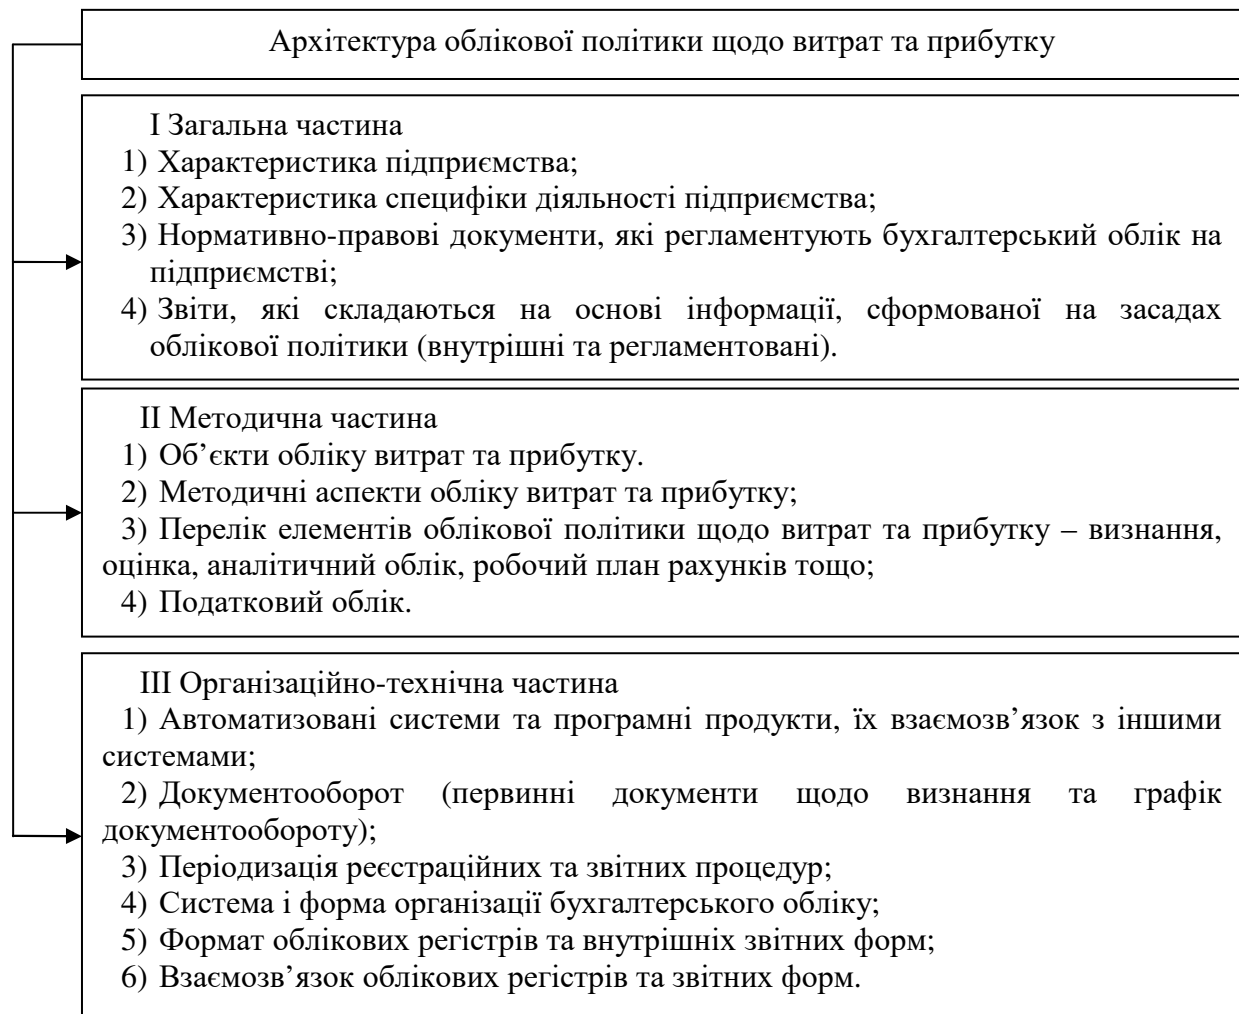 Архітектура облікової політики щодо витрат та прибутку
I Загальна частина
1) Характеристика підприємства;
2) Характеристика специфіки діяльності підприємства;
3) Нормативно-правові документи, які регламентують бухгалтерський облік на
підприємстві;
4) Звіти, які складаються на основі інформації, сформованої на засадах
облікової політики (внутрішні та регламентовані).
II Методична частина
1) Об’єкти обліку витрат та прибутку.
2) Методичні аспекти обліку витрат та прибутку;
3) Перелік елементів облікової політики щодо витрат та прибутку – визнання,
оцінка, аналітичний облік, робочий план рахунків тощо;
4) Податковий облік.
III Організаційно-технічна частина
1) Автоматизовані системи та програмні продукти, їх взаємозв’язок з іншими
системами;
2) Документооборот (первинні документи щодо визнання та графік
документообороту);
3) Періодизація реєстраційних та звітних процедур;
4) Система і форма організації бухгалтерського обліку;
5) Формат облікових регістрів та внутрішніх звітних форм;
6) Взаємозв’язок облікових регістрів та звітних форм.